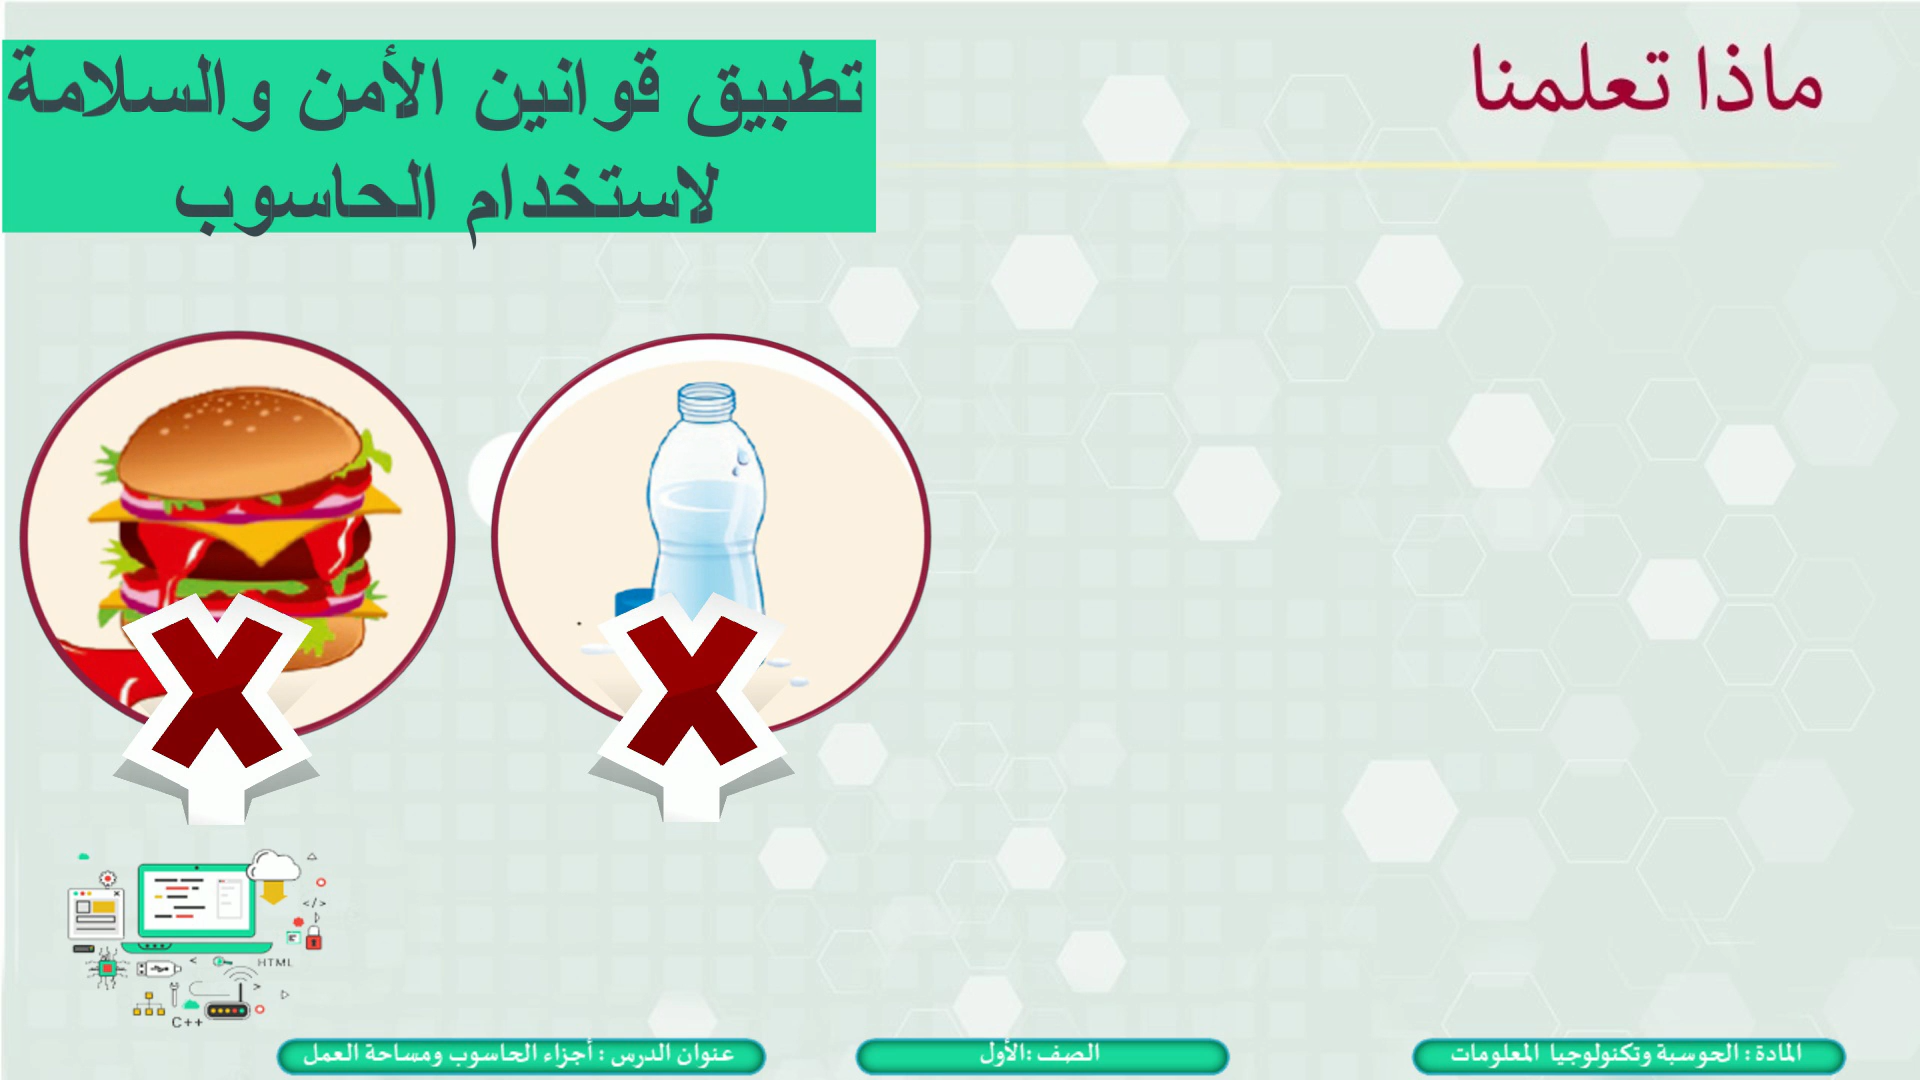 ماذا تعلمنا
تطبيق قوانين الأمن والسلامة
لاستخدام الحاسوب
X
X
</>
HTML
C++
المادة : الحوسبة وتكنولوجيا المعلومات
الصف :الأول
عنوان الدرس : أجزاء الحاسوب ومساحة العمل